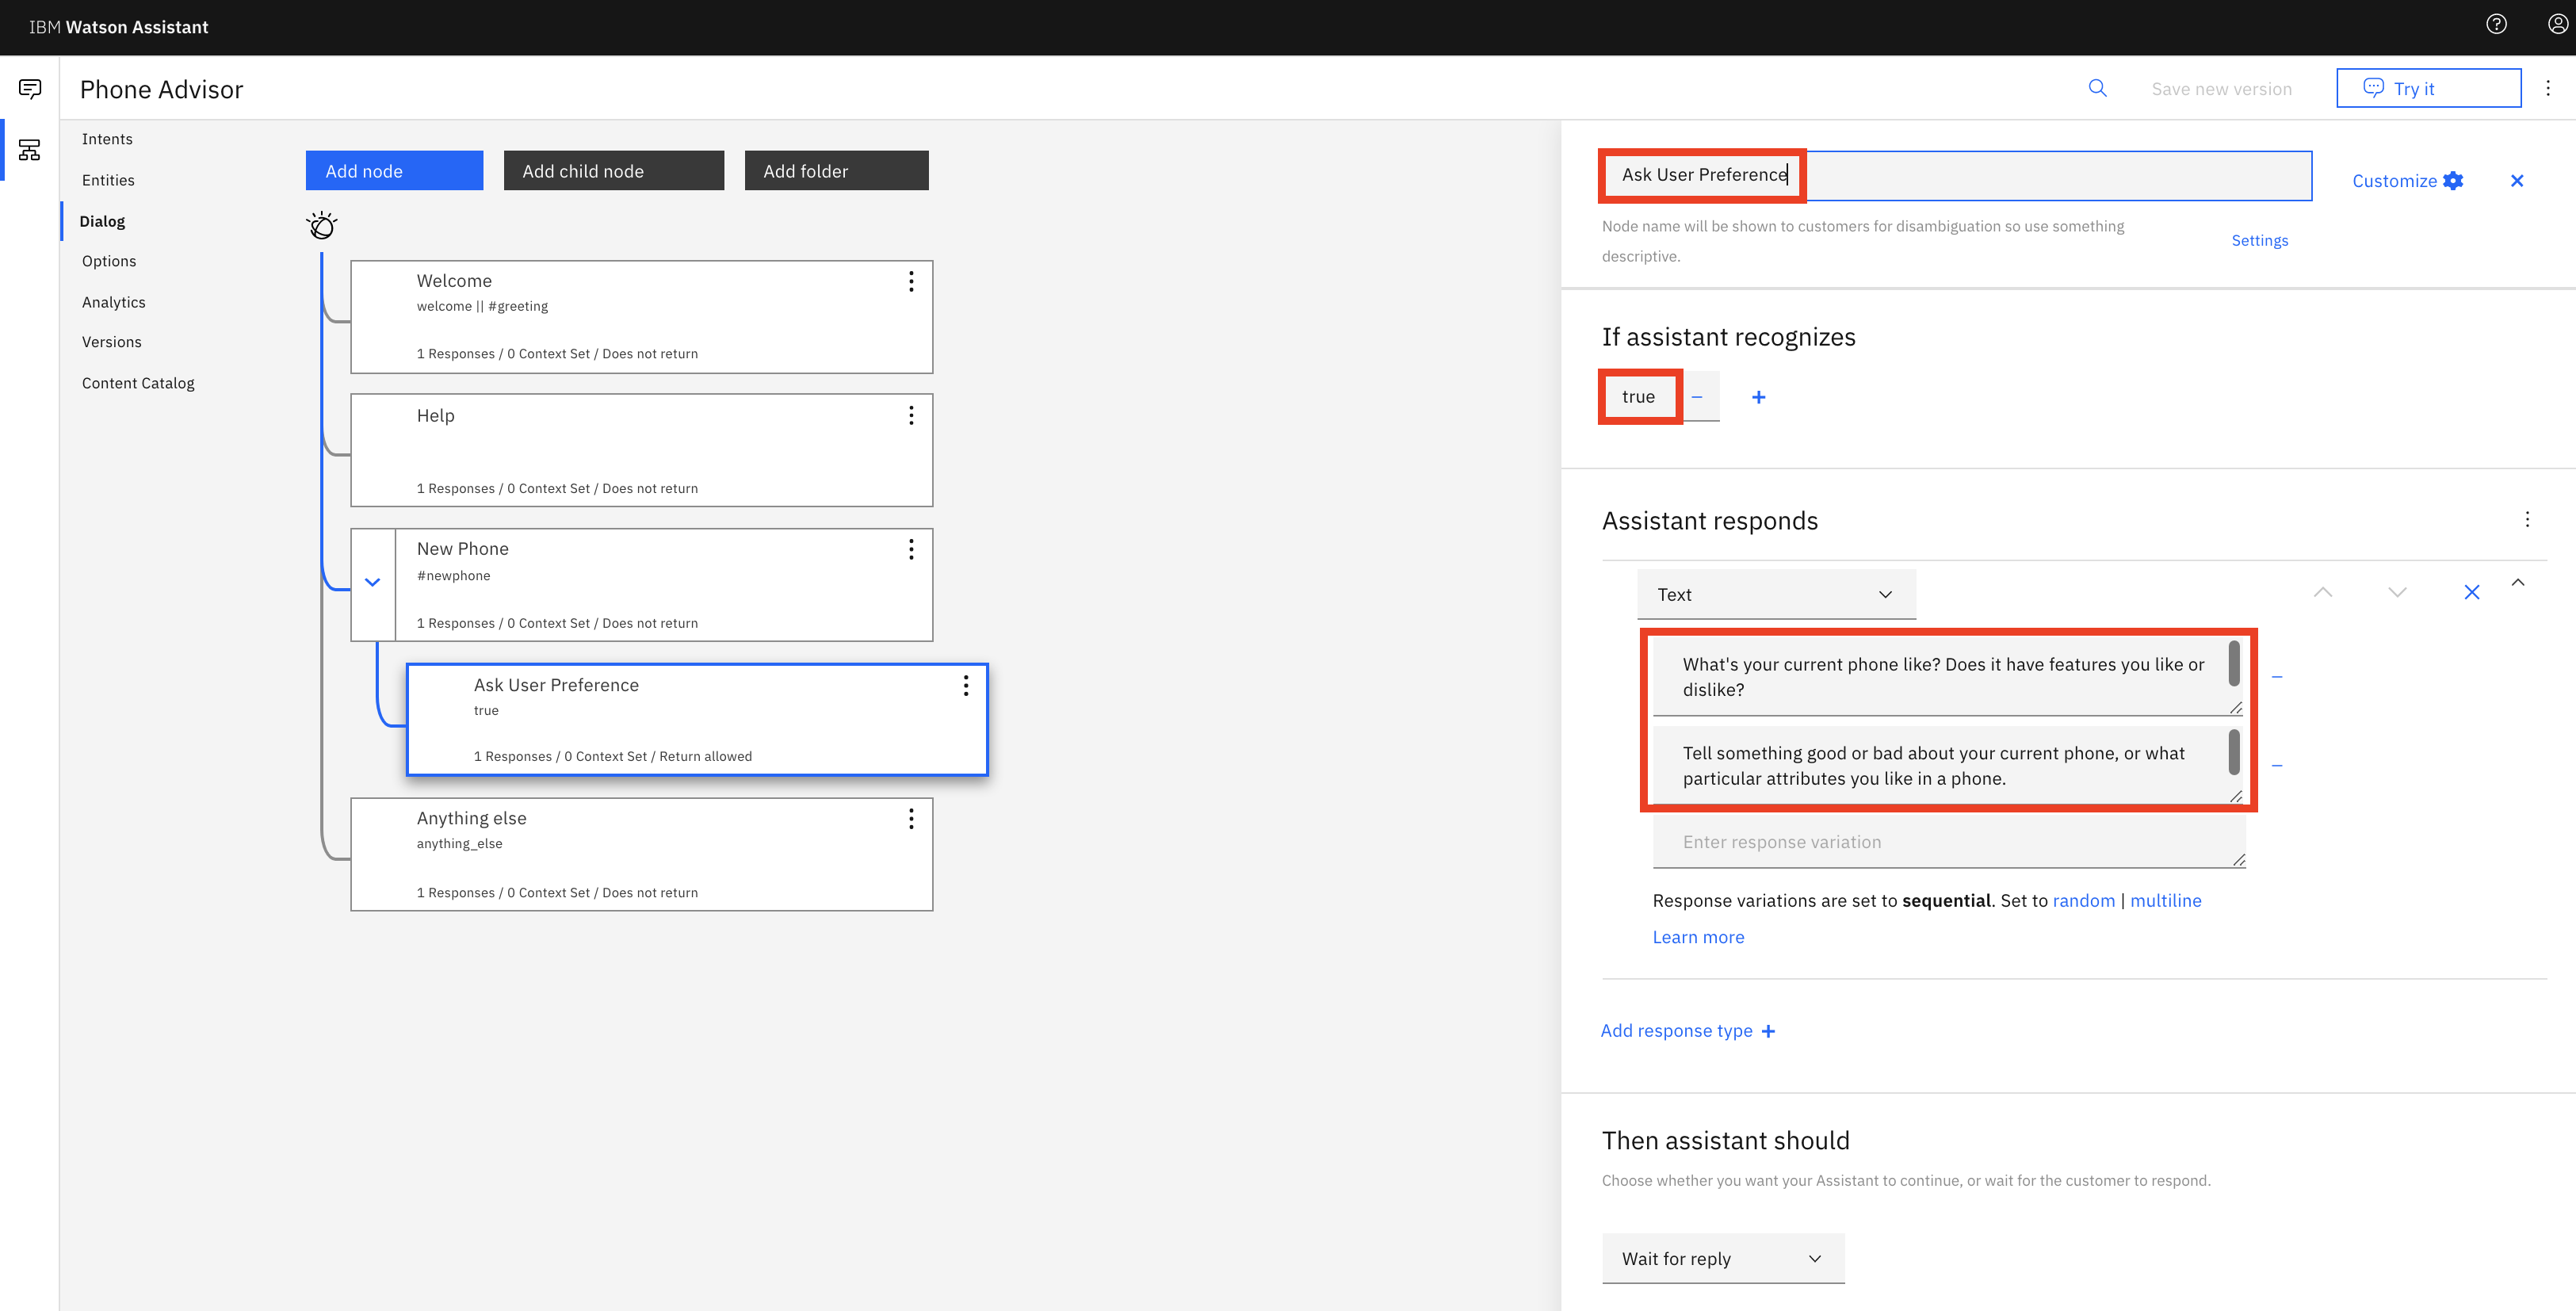 IBM Watson Assistant
Phone Advisor
Save new version
Try it
Intents
Entities
Dialog
Options
Analytics
Versions
Content Catalog
Add node
Add child node
Add folder
Welcome
welcome || #greeting
1 Responses / 0 Context Set / Does not return
Help
1 Responses / 0 Context Set / Does not return
New Phone
#newphone
1 Responses / 0 Context Set / Does not return
Ask User Preference
true
1 Responses / 0 Context Set / Return allowed
Anything else
anything_else
1 Responses / 0 Context Set / Does not return
Ask User Preference
Customize
Node name will be shown to customers for disambiguation so use something
descriptive.
Settings
If assistant recognizes
true
Assistant responds
Text
What's your current phone like? Does it have features you like or
dislike?
Tell something good or bad about your current phone, or what
particular attributes you like in a phone.
Enter response variation
Response variations are set to sequential. Set to random | multiline
Learn more
Add response type
Then assistant should
Choose whether you want your Assistant to continue, or wait for the customer to respond.
Wait for reply